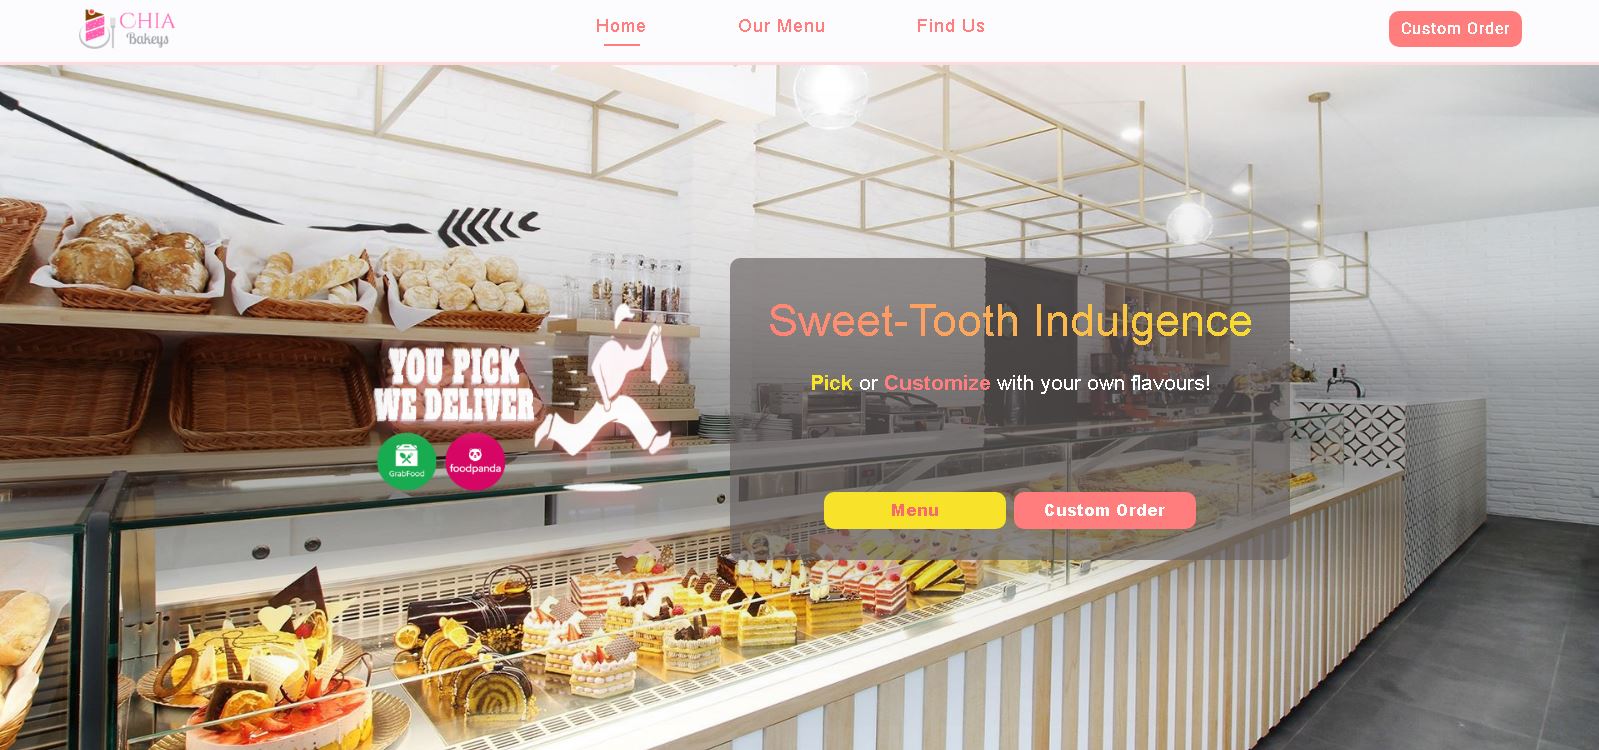 CHIA
Bakeys
Home
Our Menu
Find Us
Custom Order
YOU PICK
WE DELIVER
GrabFood
foodpanda
Sweet-Tooth Indulgence
Pick or Customize with your own flavours!
Menu
Custom Order